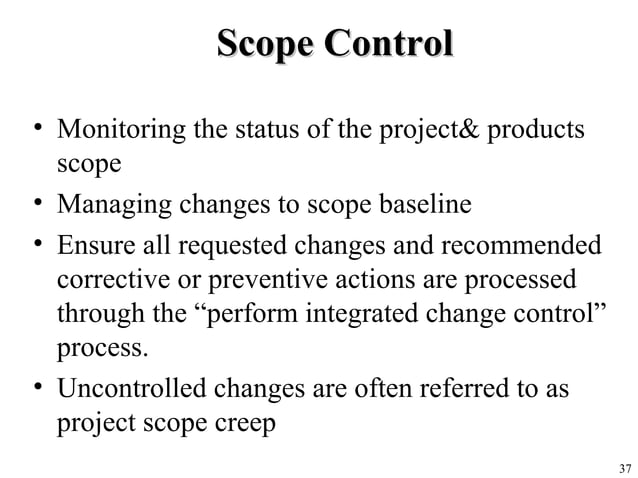 Scope Control
• Monitoring the status of the project& products
scope
• Managing changes to scope baseline
• Ensure all requested changes and recommended
corrective or preventive actions are processed
through the “perform integrated change control”
process.
• Uncontrolled changes are often referred to as
project scope creep
37